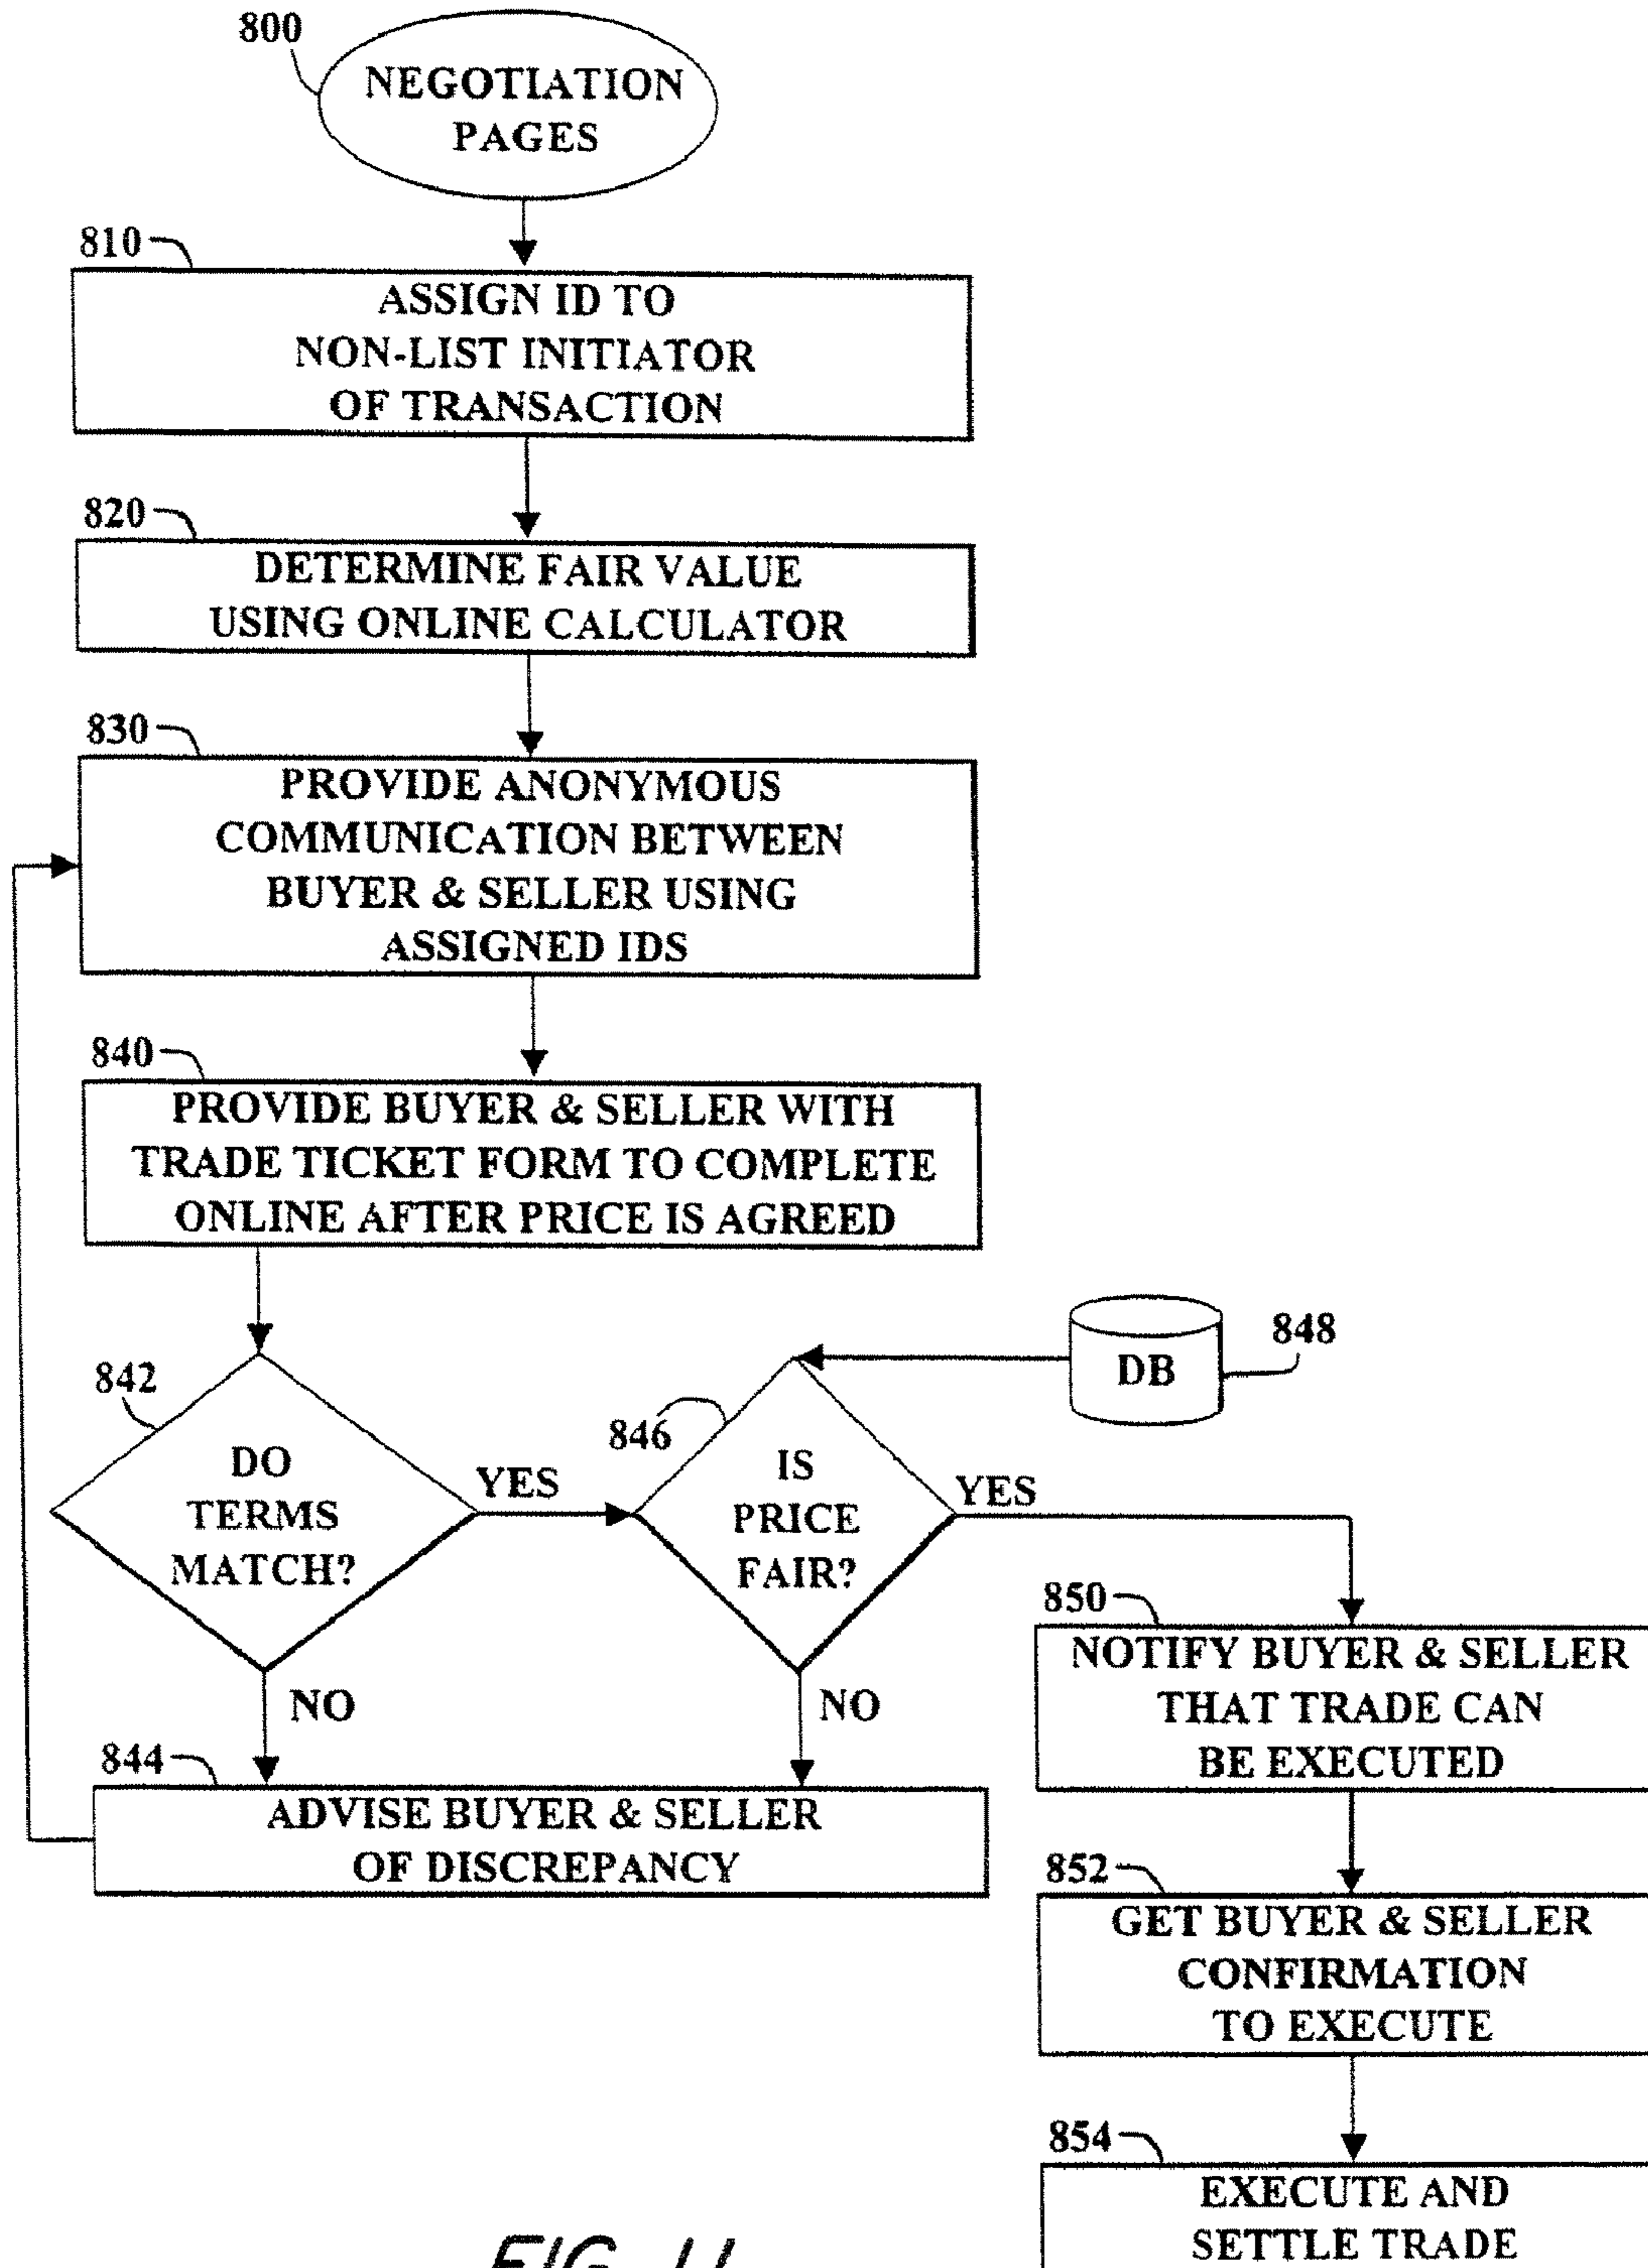 800
NEGOTIATION
PAGES
810
ASSIGN ID TO
NON-LIST INITIATOR
OF TRANSACTION
820
DETERMINE FAIR VALUE
USING ONLINE CALCULATOR
830
PROVIDE ANONYMOUS
COMMUNICATION BETWEEN
BUYER & SELLER USING
ASSIGNED IDS
840
PROVIDE BUYER & SELLER WITH
TRADE TICKET FORM TO COMPLETE
ONLINE AFTER PRICE IS AGREED
842
DO
TERMS
MATCH?
YES
NO
846
IS
PRICE
FAIR?
YES
NO
DB
848
844
ADVISE BUYER & SELLER
OF DISCREPANCY
850
NOTIFY BUYER & SELLER
THAT TRADE CAN
BE EXECUTED
852
GET BUYER & SELLER
CONFIRMATION
TO EXECUTE
854
EXECUTE AND
SETTLE TRADE
FIG. 11